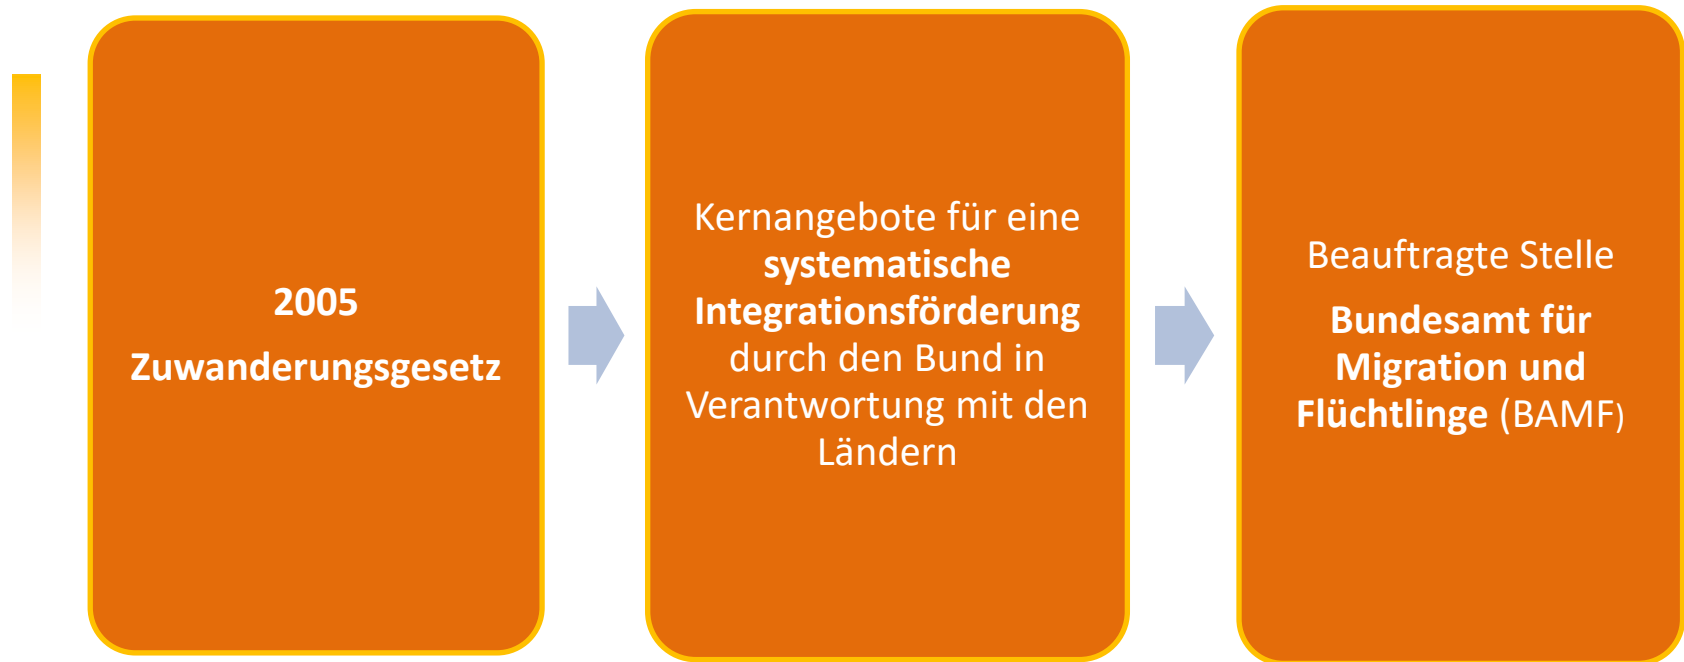 2005
Zuwanderungsgesetz
Kernangebote für eine
systematische
Integrationsförderung
durch den Bund in
Verantwortung mit den
Ländern
Beauftragte Stelle
Bundesamt für
Migration und
Flüchtlinge (BAMF)